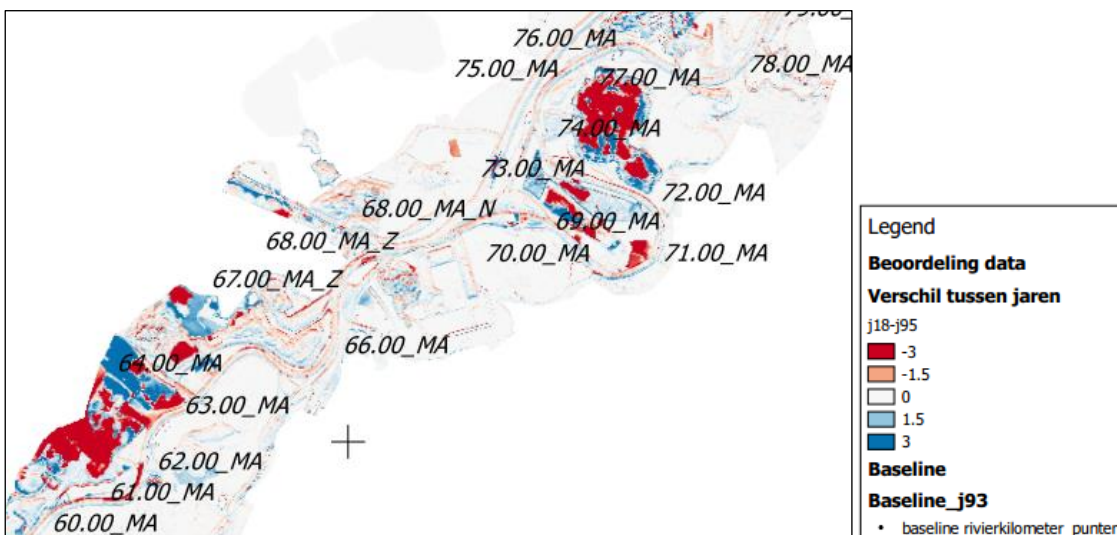 76.00_MA
75.00_MA
77.00_MA
78.00_MA
74.00_MA
73.00_MA
72.00_MA
68.00_MA_N
69.00_MA
68.00_MA_Z
70.00_MA
71.00_MA
67.00_MA_Z
66.00_MA
64.00_MA
63.00_MA
62.00_MA
61.00_MA
60.00_MA
Legend
Beoordeling data
Verschil tussen jaren
j18-j95
-3
-1.5
0
1.5
3
Baseline
Baseline_j93
• baseline rivierkilometer_punten